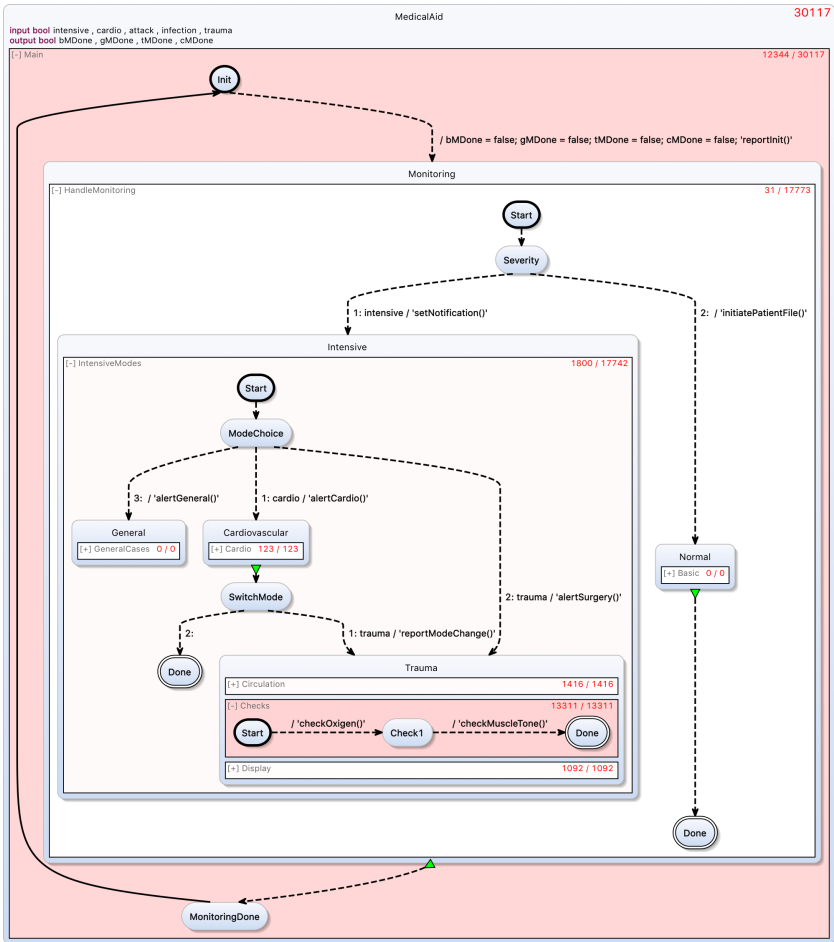 MedicalAid
30117
input bool intensive , cardio , attack , infection , trauma
output bool bMDone , gMDone , tMDone , cMDone
[-] Main
12344 / 30117
Init
/ bMDone = false; gMDone = false; tMDone = false; cMDone = false; 'reportInit()'
Monitoring
[-] HandleMonitoring
31 / 17773
Start
Severity
1: intensive / 'setNotification()'
2: / 'initiatePatientFile()'
Intensive
[-] IntensiveModes
1800 / 17742
Start
ModeChoice
3: / 'alertGeneral()'
1: cardio / 'alertCardio()'
General
[+] GeneralCases 0 / 0
Cardiovascular
[+] Cardio 123 / 123
Normal
[+] Basic 0 / 0
SwitchMode
2: trauma / 'alertSurgery()'
2:
1: trauma / 'reportModeChange()'
Done
Trauma
[+] Circulation
1416 / 1416
[-] Checks
13311 / 13311
Start
/ 'checkOxigen()'
Check1
/ 'checkMuscleTone()'
Done
[+] Display
1092 / 1092
Done
MonitoringDone